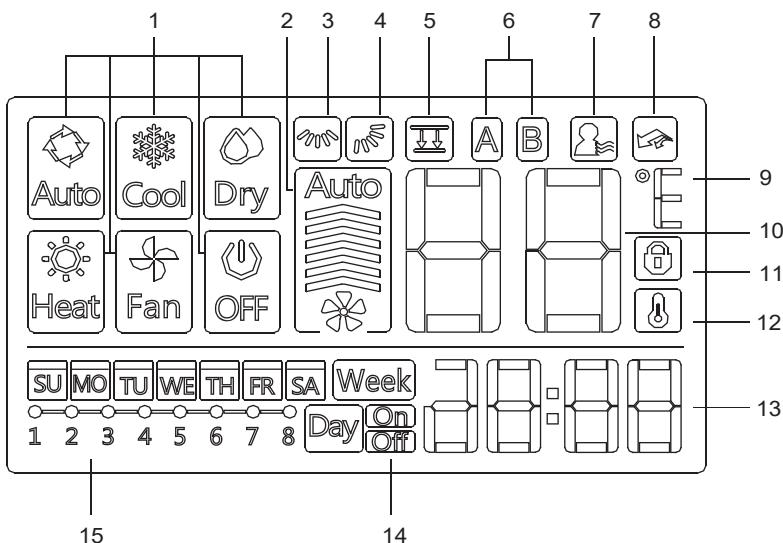 1 2 3 4 5 6 7 8
Auto Cool Dry Auto A B
9
10
Heat Fan OFF
11
12
SU MO TU WE TH FR SA Week
Day On
Off
13
1 2 3 4 5 6 7 8
15 14